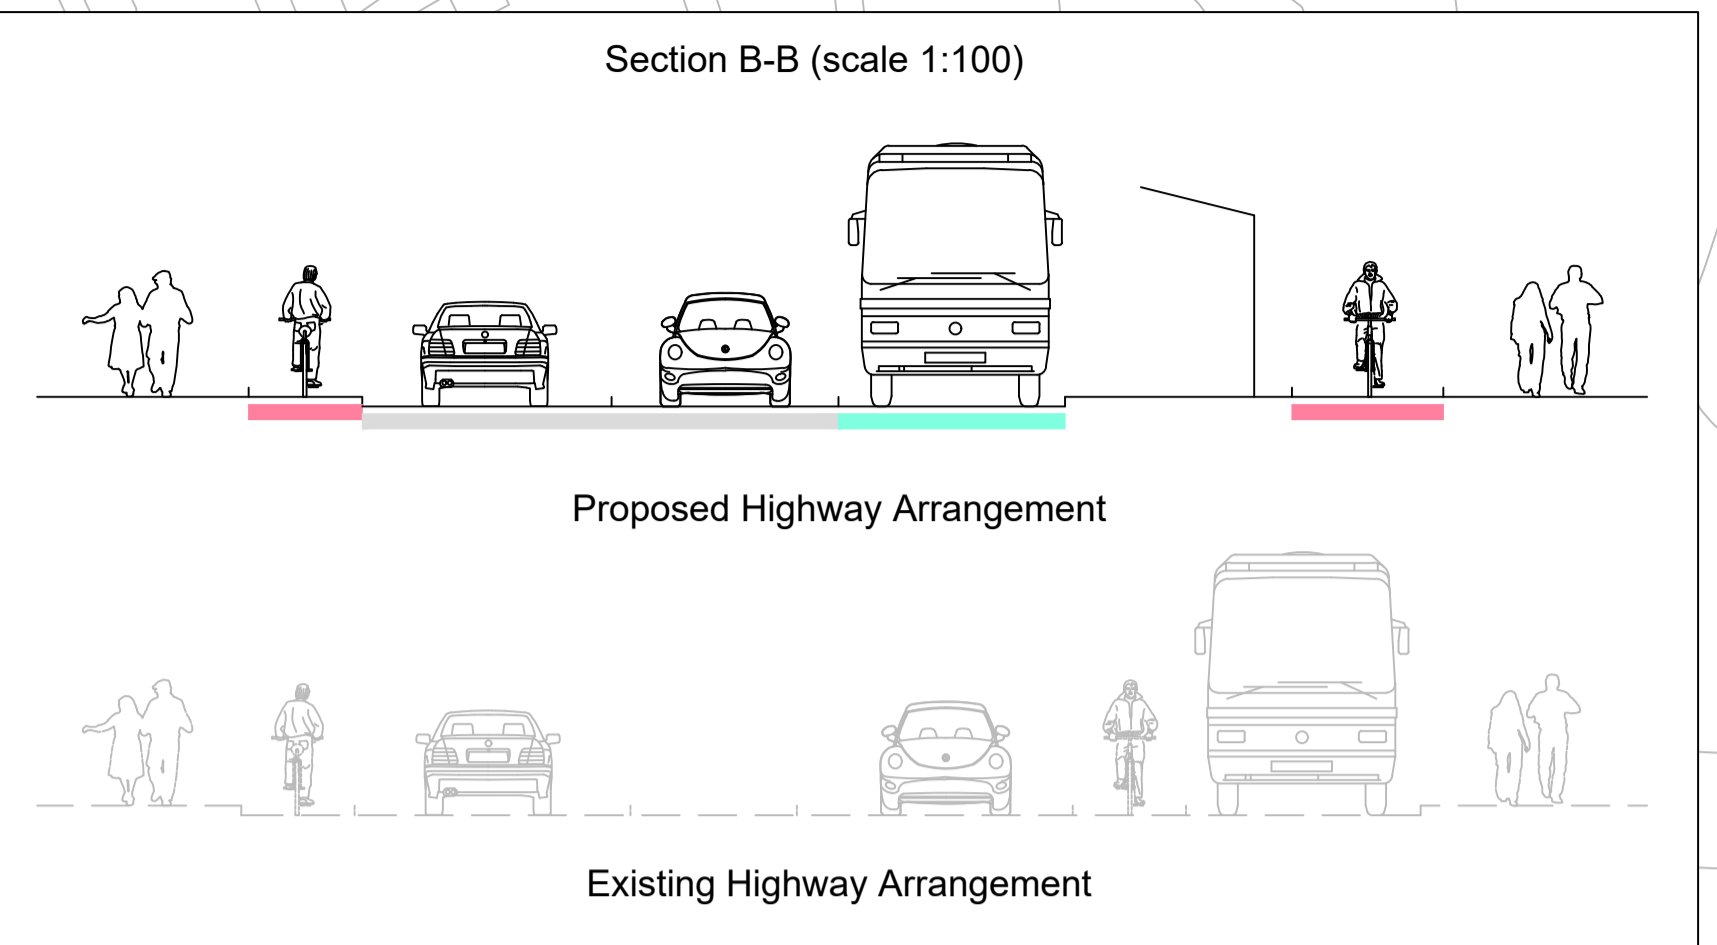 Section B-B (scale 1:100)
Proposed Highway Arrangement
Existing Highway Arrangement